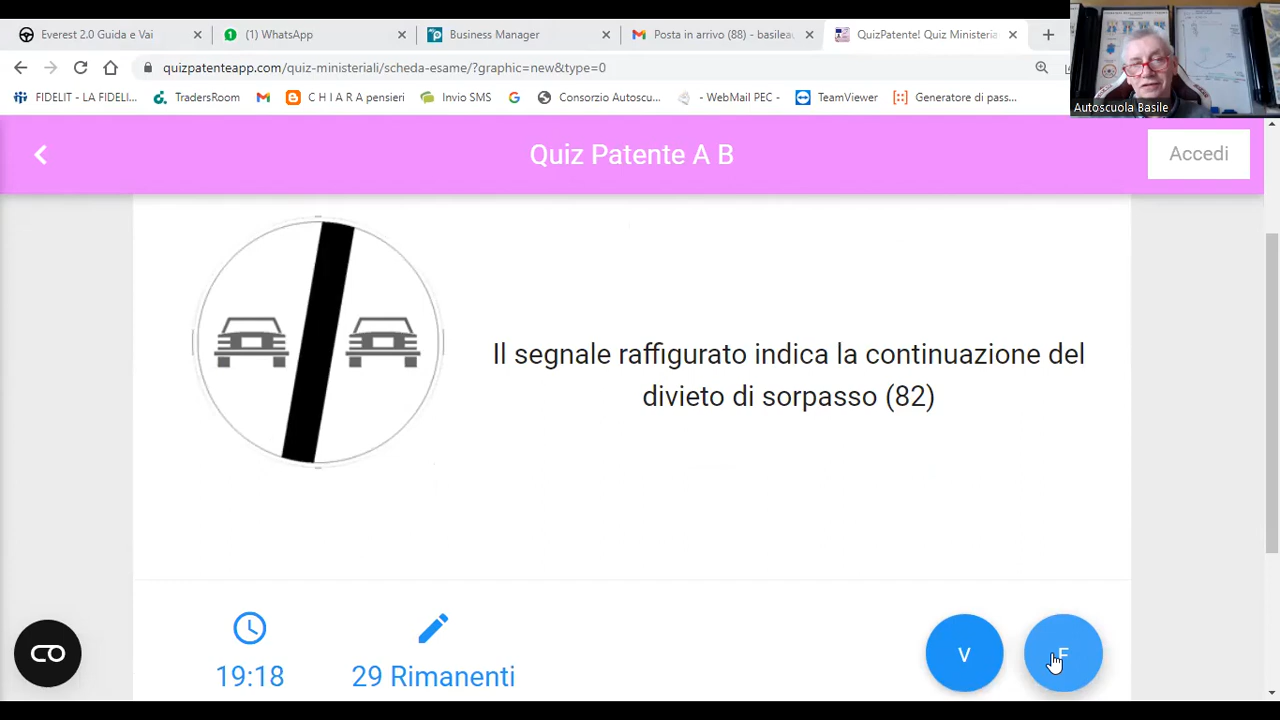 Everest 2.0 Guida e Vai
(1) WhatsApp
Business Manager
Posta in arrivo (88) - basileau
QuizPatente! Quiz Ministeria
quizpatenteapp.com/quiz-ministeriali/scheda-esame/?graphic=new&type=0
FIDELIT - LA FIDELI...
TradersRoom
C H I A R A pensieri
Invio SMS
Consorzio Autoscu...
- WebMail PEC -
TeamViewer
Generatore di pass...
Autoscuola Basile
Quiz Patente A B
Accedi
Il segnale raffigurato indica la continuazione del
divieto di sorpasso (82)
19:18
29 Rimanenti
V
F